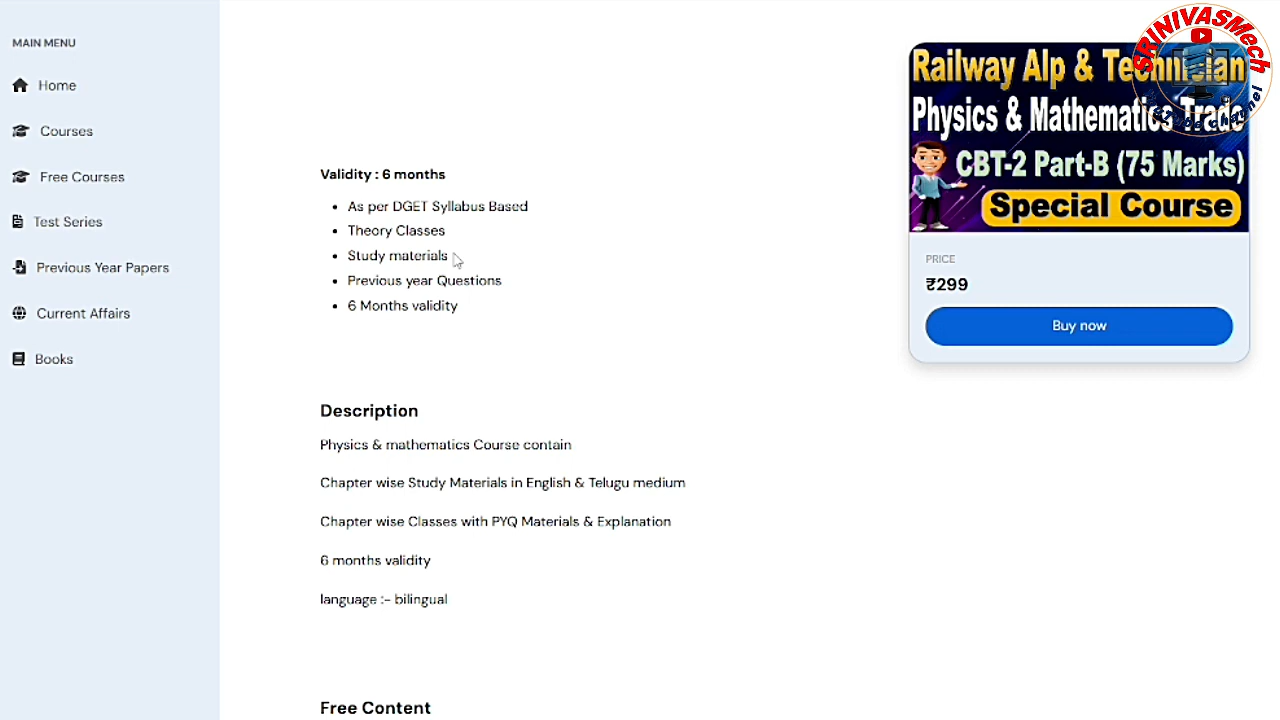 MAIN MENU
Home
Courses
Free Courses
Test Series
Previous Year Papers
Current Affairs
Books
Validity : 6 months
As per DGET Syllabus Based
Theory Classes
Study materials
Previous year Questions
6 Months validity
Description
Physics & mathematics Course contain
Chapter wise Study Materials in English & Telugu medium
Chapter wise Classes with PYQ Materials & Explanation
6 months validity
language :- bilingual
Free Content
Railway Alp & Technician
Physics & Mathematics Trade
CBT-2 Part-B (75 Marks)
Special Course
PRICE
₹299
Buy now
SRINIVASMech
YouTube channel